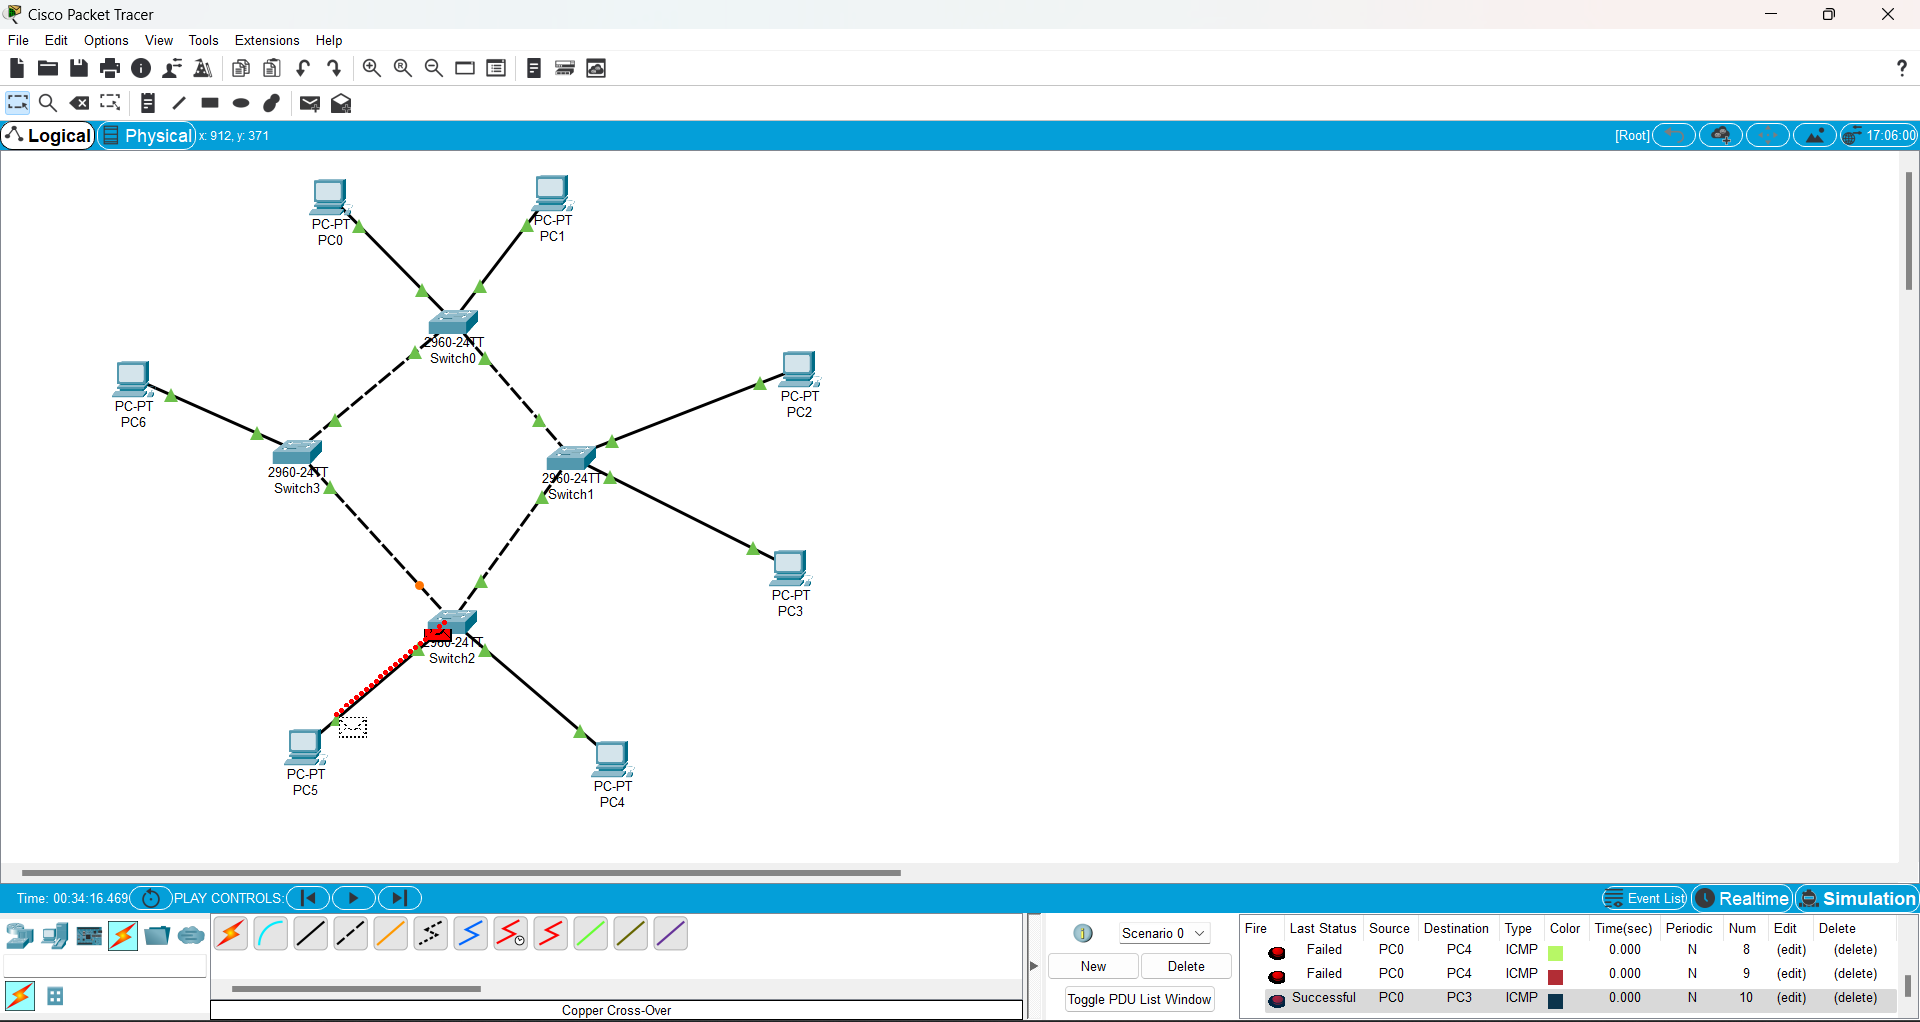 Cisco Packet Tracer
File Edit Options View Tools Extensions Help
?
Logical Physical x: 912, y: 371 [Root] 17:06:00
PC-PT
PC0
PC-PT
PC1
2960-24TT
Switch0
PC-PT
PC2
PC-PT
PC6
2960-24TT
Switch3
2960-24TT
Switch1
PC-PT
PC3
2960-24TT
Switch2
PC-PT
PC5
PC-PT
PC4
Time: 00:34:16.469 PLAY CONTROLS: Event List Realtime Simulation
Scenario 0
New Delete
Toggle PDU List Window
Copper Cross-Over
Fire Last Status Source Destination Type Color Time(sec) Periodic Num Edit Delete
Failed PC0 PC4 ICMP 0.000 N 8 (edit) (delete)
Failed PC0 PC4 ICMP 0.000 N 9 (edit) (delete)
Successful PC0 PC3 ICMP 0.000 N 10 (edit) (delete)